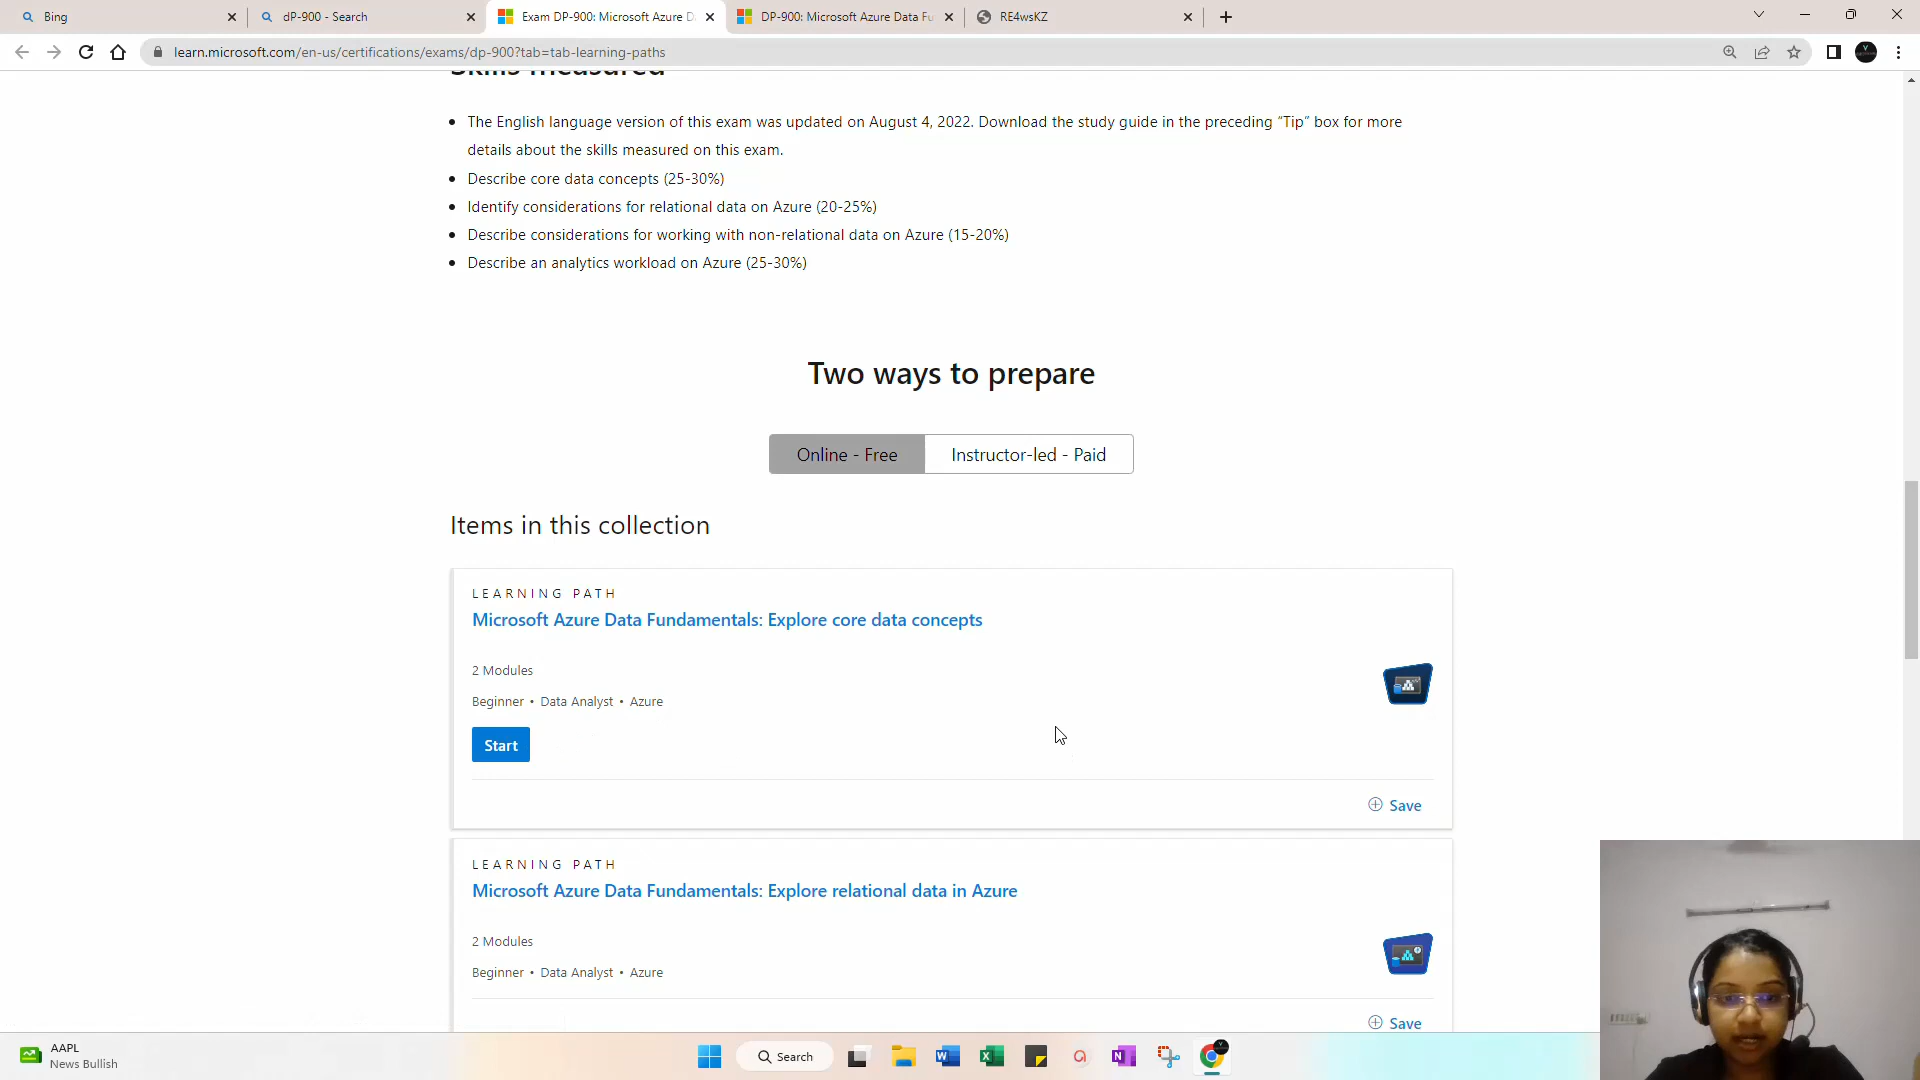 Bing
dP-900 - Search
Exam DP-900: Microsoft Azure D
DP-900: Microsoft Azure Data Fu
RE4wsKZ
learn.microsoft.com/en-us/certifications/exams/dp-900?tab=tab-learning-paths
Skills measured
• The English language version of this exam was updated on August 4, 2022. Download the study guide in the preceding “Tip” box for more
details about the skills measured on this exam.
• Describe core data concepts (25-30%)
• Identify considerations for relational data on Azure (20-25%)
• Describe considerations for working with non-relational data on Azure (15-20%)
• Describe an analytics workload on Azure (25-30%)
Two ways to prepare
Online - Free
Instructor-led - Paid
Items in this collection
LEARNING PATH
Microsoft Azure Data Fundamentals: Explore core data concepts
2 Modules
Beginner • Data Analyst • Azure
Start
Save
LEARNING PATH
Microsoft Azure Data Fundamentals: Explore relational data in Azure
2 Modules
Beginner • Data Analyst • Azure
Save
AAPL
News Bullish
Search